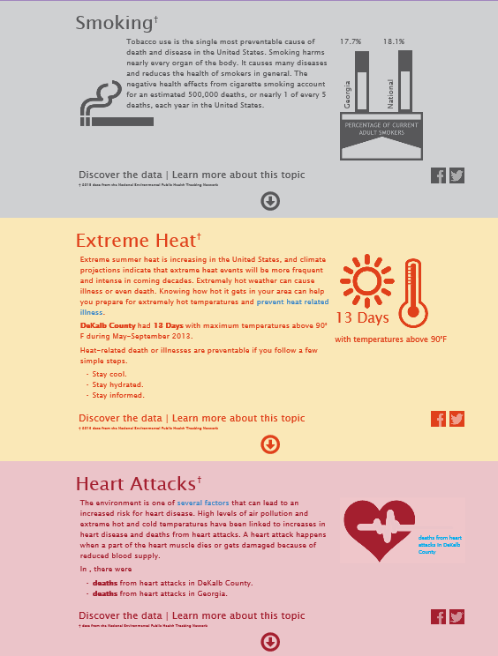 Smoking†
Tobacco use is the single most preventable cause of
death and disease in the United States. Smoking harms
nearly every organ of the body. It causes many diseases
and reduces the health of smokers in general. The
negative health effects from cigarette smoking account
for an estimated 500,000 deaths, or nearly 1 of every 5
deaths, each year in the United States.
17.7% 18.1%
Georgia National
PERCENTAGE OF CURRENT
ADULT SMOKERS
Discover the data | Learn more about this topic
† 2013 data from the National Environmental Public Health Tracking Network
Extreme Heat†
Extreme summer heat is increasing in the United States, and climate
projections indicate that extreme heat events will be more frequent
and intense in coming decades. Extremely hot weather can cause
illness or even death. Knowing how hot it gets in your area can help
you prepare for extremely hot temperatures and prevent heat related
illness.
DeKalb County had 13 Days with maximum temperatures above 90°
F during May–September 2013.
Heat-related death or illnesses are preventable if you follow a few
simple steps.
- Stay cool.
- Stay hydrated.
- Stay informed.
13 Days
with temperatures above 90°F
Discover the data | Learn more about this topic
† 2013 data from the National Environmental Public Health Tracking Network
Heart Attacks†
The environment is one of several factors that can lead to an
increased risk for heart disease. High levels of air pollution and
extreme hot and cold temperatures have been linked to increases in
heart disease and deaths from heart attacks. A heart attack happens
when a part of the heart muscle dies or gets damaged because of
reduced blood supply.
In , there were
- deaths from heart attacks in DeKalb County.
- deaths from heart attacks in Georgia.
deaths from heart
attacks in DeKalb
County
Discover the data | Learn more about this topic
† data from the National Environmental Public Health Tracking Network